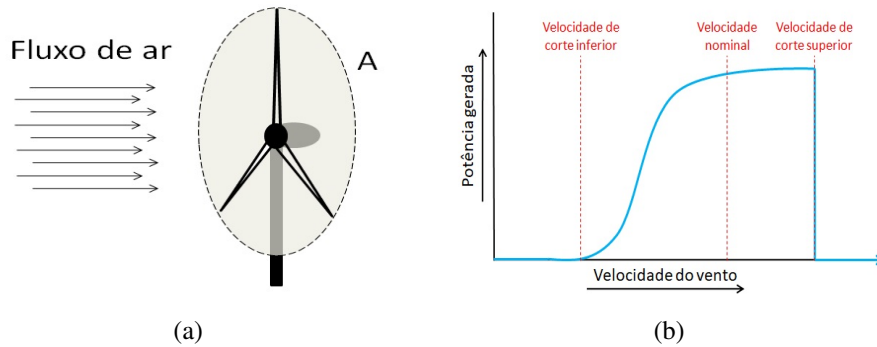 Fluxo de ar
A
(a)
Velocidade de
corte inferior
Velocidade
nominal
Velocidade de
corte superior
Potência gerada
Velocidade do vento
(b)